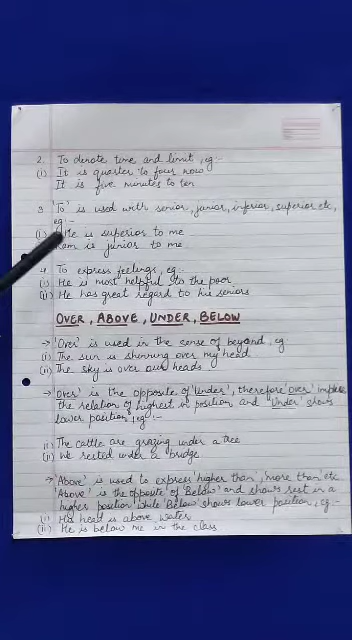 2. To denote time and limit, eg:-
(i) It is quarter to four now
It is five minutes to ten
3. 'To' is used with senior, junior, inferior, superior etc,
eg:-
(i) He is superior to me
Ram is junior to me
4. To express feelings, eg:-
(i) He is most helpful to the poor
(ii) He has great regard to his seniors
OVER, ABOVE, UNDER, BELOW
→ 'Over' is used in the sense of beyond, eg
(i) The sun is shinning over my head
(ii) The sky is over our heads
→ 'Over' is the opposite of 'Under', therefore 'over' implies
the relation of highest in position and 'Under' shows
lower position, eg:-
(i) The cattle are grazing under a tree
(ii) We rested under a bridge
→ 'Above' is used to express 'higher than', 'more than' etc
'Above' is the opposite of 'Below' and shows rest in a
higher position while 'Below' shows lower position, eg:-
(i) His head is above water
(ii) He is below me in the class